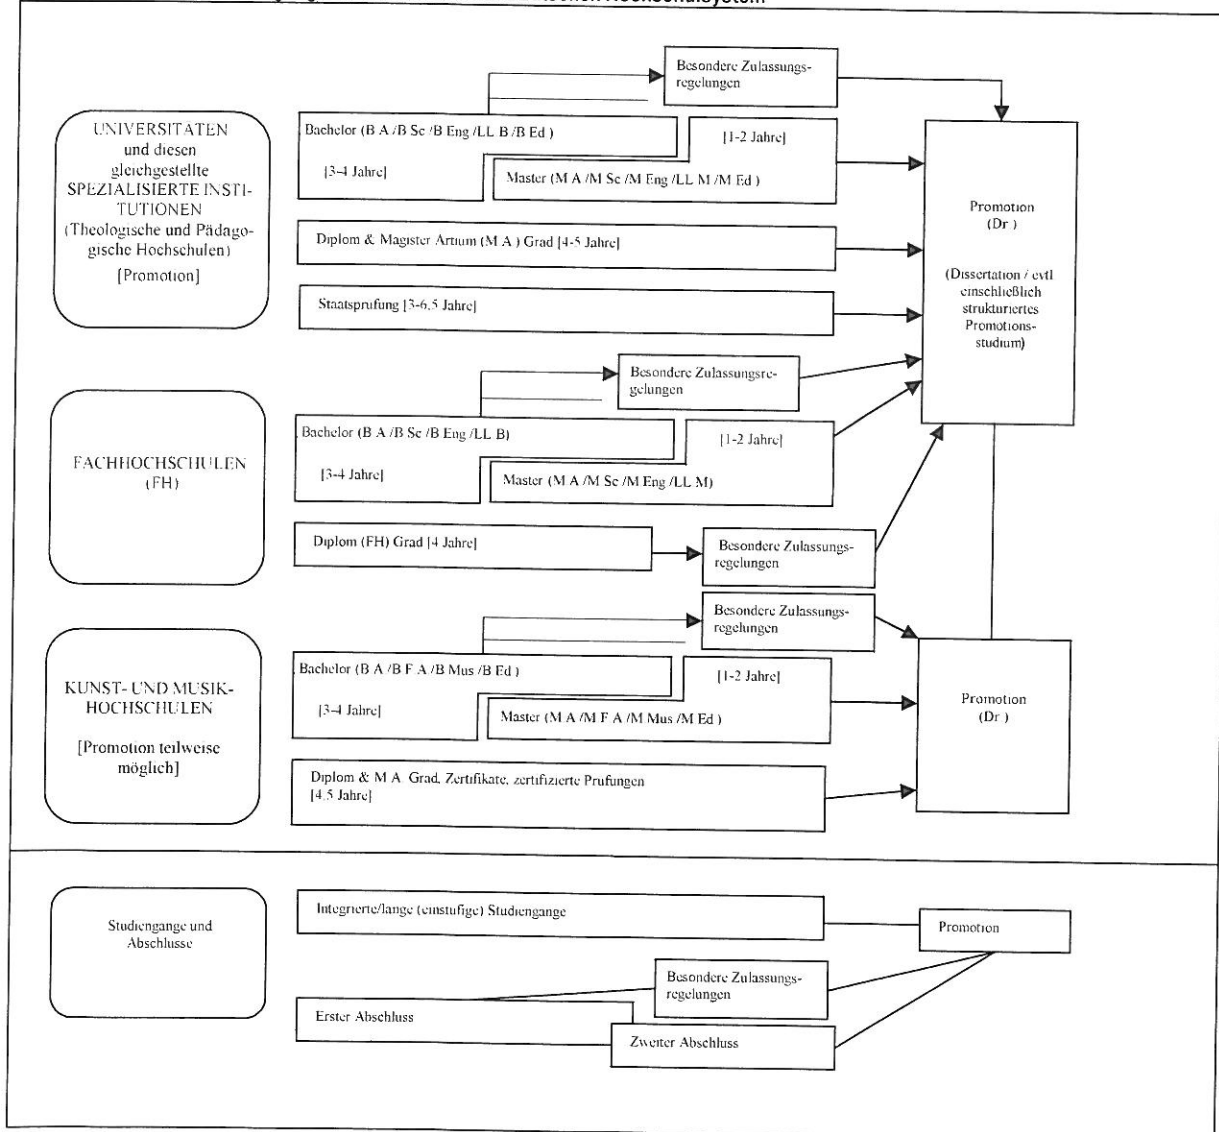 Hochschulsystem
Besondere Zulassungs-
regelungen
UNIVERSITATEN
und diesen
gleichgestellte
SPEZIALISIERTE INSTI-
TUTIONEN
(Theologische und Pädago-
gische Hochschulen)
[Promotion]
Bachelor (B A /B Sc /B Eng /LL B /B Ed )
[3-4 Jahre]
[1-2 Jahre]
Master (M A /M Sc /M Eng /LL M /M Ed )
Diplom & Magister Artium (M A ) Grad [4-5 Jahre]
Staatsprufung [3-6,5 Jahre]
Promotion
(Dr )
(Dissertation / evtl
einschließlich
strukturiertes
Promotions-
studium)
Besondere Zulassungsre-
gelungen
FACHHOCHSCHULEN
(FH)
Bachelor (B A /B Sc /B Eng /LL B)
[3-4 Jahre]
[1-2 Jahre]
Master (M A /M Sc /M Eng /LL M)
Diplom (FH) Grad [4 Jahre]
Besondere Zulassungs-
regelungen
Besondere Zulassungs-
regelungen
KUNST- UND MUSIK-
HOCHSCHULEN
[Promotion teilweise
möglich]
Bachelor (B A /B F A /B Mus /B Ed )
[3-4 Jahre]
[1-2 Jahre]
Master (M A /M F A /M Mus /M Ed )
Diplom & M A Grad, Zertifikate, zertifizierte Prufungen
[4,5 Jahre]
Promotion
(Dr )
Studiengange und
Abschlusse
Integrierte/lange (einstufige) Studiengange
Promotion
Besondere Zulassungs-
regelungen
Erster Abschluss
Zweiter Abschluss